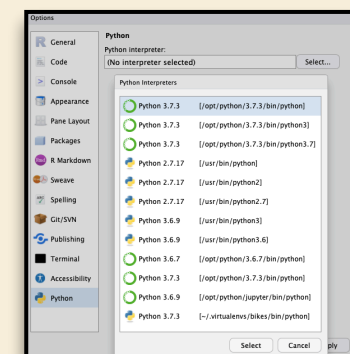 Options
General
Code
Console
Appearance
Pane Layout
Packages
R Markdown
Sweave
Spelling
Git/SVN
Publishing
Terminal
Accessibility
Python
Python
Python interpreter:
(No interpreter selected)
Select...
Python Interpreters
Python 3.7.3 [/opt/python/3.7.3/bin/python]
Python 3.7.3 [/opt/python/3.7.3/bin/python3]
Python 3.7.3 [/opt/python/3.7.3/bin/python3.7]
Python 2.7.17 [/usr/bin/python]
Python 2.7.17 [/usr/bin/python2]
Python 2.7.17 [/usr/bin/python2.7]
Python 3.6.9 [/usr/bin/python3]
Python 3.6.9 [/usr/bin/python3.6]
Python 3.6.7 [/opt/python/3.6.7/bin/python]
Python 3.7.3 [/opt/python/3.7.3/bin/python]
Python 3.6.9 [/opt/python/jupyter/bin/python]
Python 3.7.3 [~/.virtualenvs/bikes/bin/python]
Select
Cancel
ply